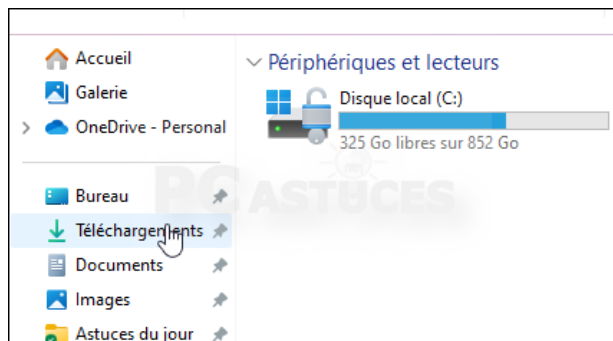 Accueil
Galerie
OneDrive - Personal
Bureau
Téléchargements
Documents
Images
Astuces du jour
Périphériques et lecteurs
Disque local (C:)
325 Go libres sur 852 Go
PC ASTUCES